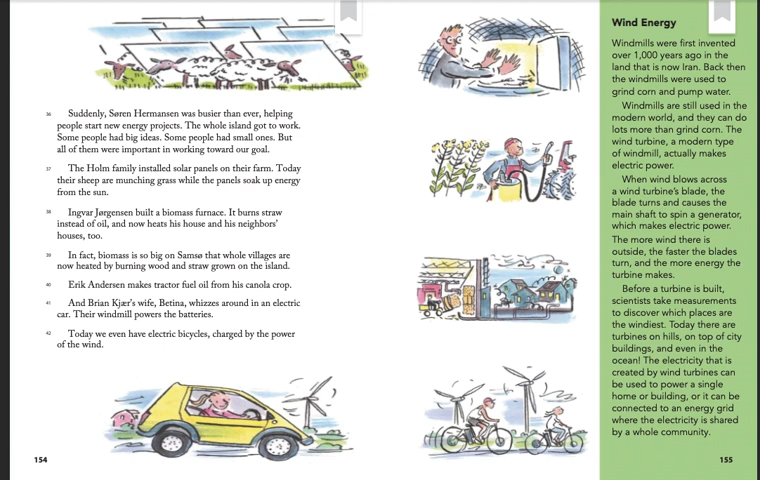 36 Suddenly, Søren Hermansen was busier than ever, helping
people start new energy projects. The whole island got to work.
Some people had big ideas. Some people had small ones. But
all of them were important in working toward our goal.
37 The Holm family installed solar panels on their farm. Today
their sheep are munching grass while the panels soak up energy
from the sun.
38 Ingvar Jørgensen built a biomass furnace. It burns straw
instead of oil, and now heats his house and his neighbors'
houses, too.
39 In fact, biomass is so big on Samsø that whole villages are
now heated by burning wood and straw grown on the island.
40 Erik Andersen makes tractor fuel oil from his canola crop.
41 And Brian Kjær's wife, Betina, whizzes around in an electric
car. Their windmill powers the batteries.
42 Today we even have electric bicycles, charged by the power
of the wind.
154
Wind Energy
Windmills were first invented
over 1,000 years ago in the
land that is now Iran. Back then
the windmills were used to
grind corn and pump water.
Windmills are still used in the
modern world, and they can do
lots more than grind corn. The
wind turbine, a modern type
of windmill, actually makes
electric power.
When wind blows across
a wind turbine's blade, the
blade turns and causes the
main shaft to spin a generator,
which makes electric power.
The more wind there is
outside, the faster the blades
turn, and the more energy the
turbine makes.
Before a turbine is built,
scientists take measurements
to discover which places are
the windiest. Today there are
turbines on hills, on top of city
buildings, and even in the
ocean! The electricity that is
created by wind turbines can
be used to power a single
home or building, or it can be
connected to an energy grid
where the electricity is shared
by a whole community.
155